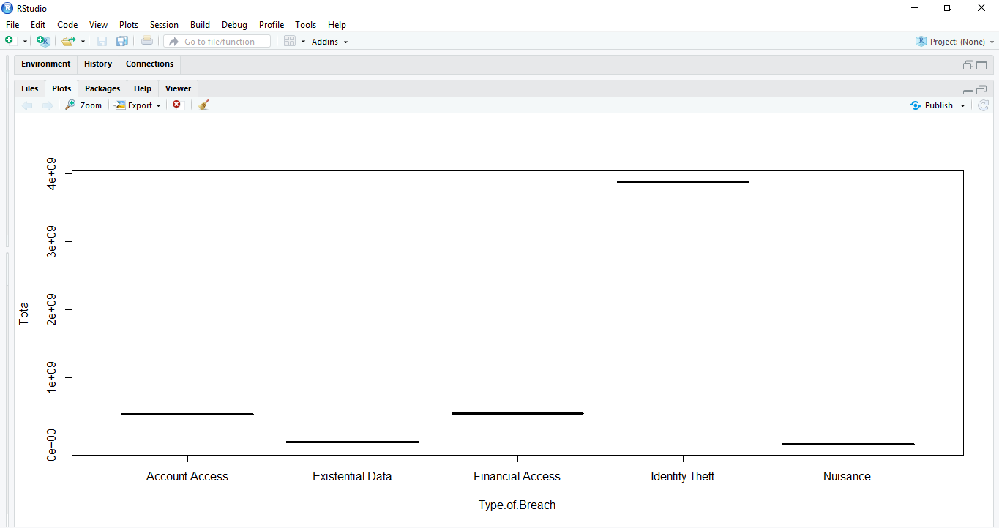 RStudio
File Edit Code View Plots Session Build Debug Profile Tools Help
Go to file/function Addins Project: (None)
Environment History Connections
Files Plots Packages Help Viewer
Zoom Export Publish
4e+09
3e+09
2e+09
1e+09
0e+00
Total
Account Access Existential Data Financial Access Identity Theft Nuisance
Type.of.Breach